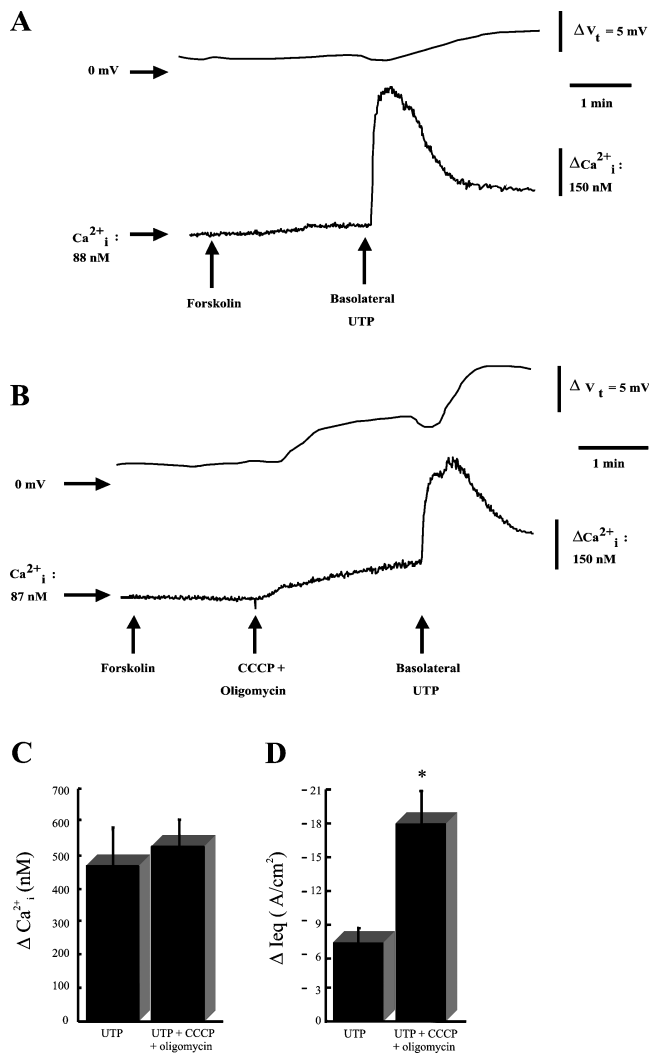 A
Δ Vt = 5 mV
0 mV
1 min
ΔCa2+i :
150 nM
Ca2+i :
88 nM
Forskolin
Basolateral
UTP
B
Δ Vt = 5 mV
1 min
0 mV
Ca2+i :
87 nM
ΔCa2+i :
150 nM
Forskolin
CCCP +
Oligomycin
Basolateral
UTP
C
Δ Ca2+i (nM)
700
600
500
400
300
200
100
0
UTP
UTP + CCCP
+ oligomycin
D
Δ Ieq ( A/cm2)
21
18
15
12
9
6
3
0
*
UTP
UTP + CCCP
+ oligomycin